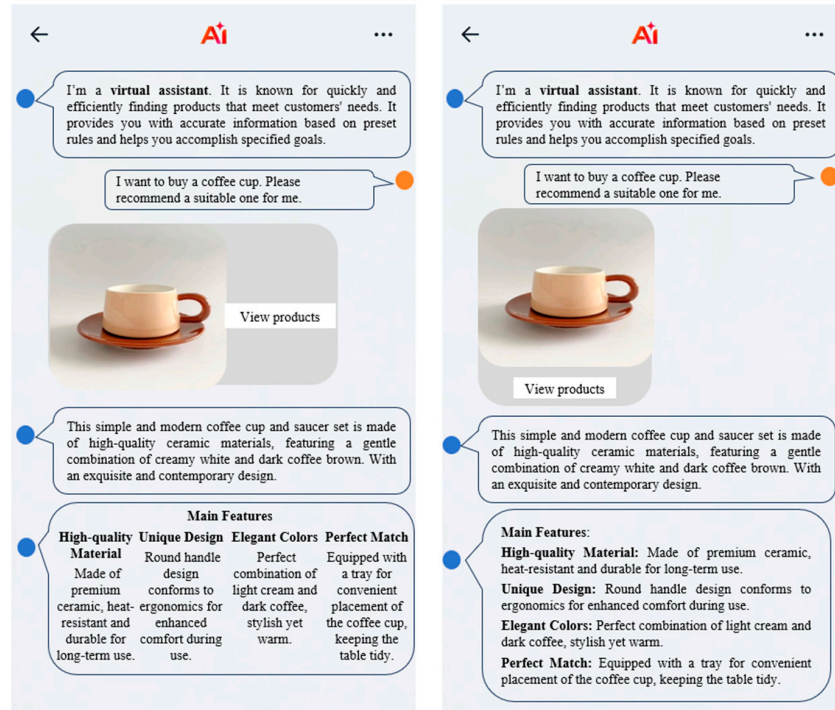 Ai
I'm a virtual assistant. It is known for quickly and
efficiently finding products that meet customers' needs. It
provides you with accurate information based on preset
rules and helps you accomplish specified goals.
I want to buy a coffee cup. Please
recommend a suitable one for me.
View products
This simple and modern coffee cup and saucer set is made
of high-quality ceramic materials, featuring a gentle
combination of creamy white and dark coffee brown. With
an exquisite and contemporary design.
Main Features
High-quality
Material
Made of
premium
ceramic, heat-
resistant and
durable for
long-term use.
Unique Design
Round handle
design
conforms to
ergonomics for
enhanced
comfort during
use.
Elegant Colors
Perfect
combination of
light cream and
dark coffee,
stylish yet
warm.
Perfect Match
Equipped with
a tray for
convenient
placement of
the coffee cup,
keeping the
table tidy.
Ai
I'm a virtual assistant. It is known for quickly and
efficiently finding products that meet customers' needs. It
provides you with accurate information based on preset
rules and helps you accomplish specified goals.
I want to buy a coffee cup. Please
recommend a suitable one for me.
View products
This simple and modern coffee cup and saucer set is made
of high-quality ceramic materials, featuring a gentle
combination of creamy white and dark coffee brown. With
an exquisite and contemporary design.
Main Features:
High-quality Material: Made of premium ceramic,
heat-resistant and durable for long-term use.
Unique Design: Round handle design conforms to
ergonomics for enhanced comfort during use.
Elegant Colors: Perfect combination of light cream and
dark coffee, stylish yet warm.
Perfect Match: Equipped with a tray for convenient
placement of the coffee cup, keeping the table tidy.